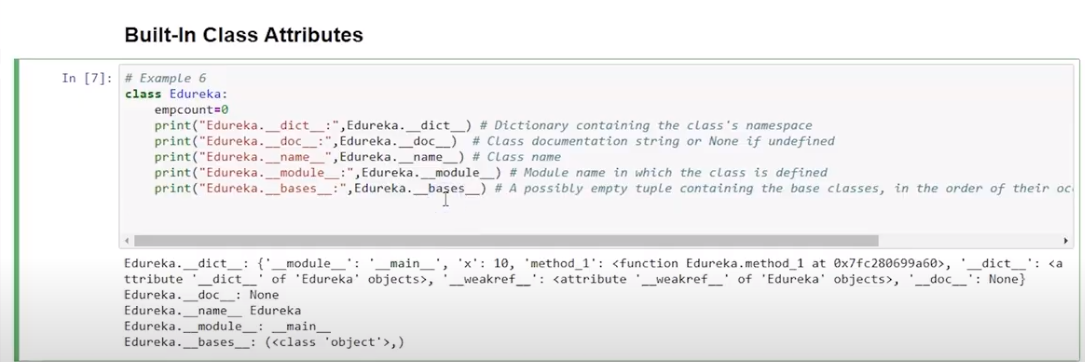 Built-In Class Attributes
In [7]: # Example 6
class Edureka:
    empcount=0
    print("Edureka.__dict__:",Edureka.__dict__) # Dictionary containing the class's namespace
    print("Edureka.__doc__:",Edureka.__doc__)  # Class documentation string or None if undefined
    print("Edureka.__name__",Edureka.__name__) # Class name
    print("Edureka.__module__:",Edureka.__module__) # Module name in which the class is defined
    print("Edureka.__bases__:",Edureka.__bases__) # A possibly empty tuple containing the base classes, in the order of their oc
Edureka.__dict__: {'__module__': '__main__', 'x': 10, 'method_1': <function Edureka.method_1 at 0x7fc280699a60>, '__dict__': <a
ttribute '__dict__' of 'Edureka' objects>, '__weakref__': <attribute '__weakref__' of 'Edureka' objects>, '__doc__': None}
Edureka.__doc__: None
Edureka.__name__ Edureka
Edureka.__module__: __main__
Edureka.__bases__: (<class 'object'>,)